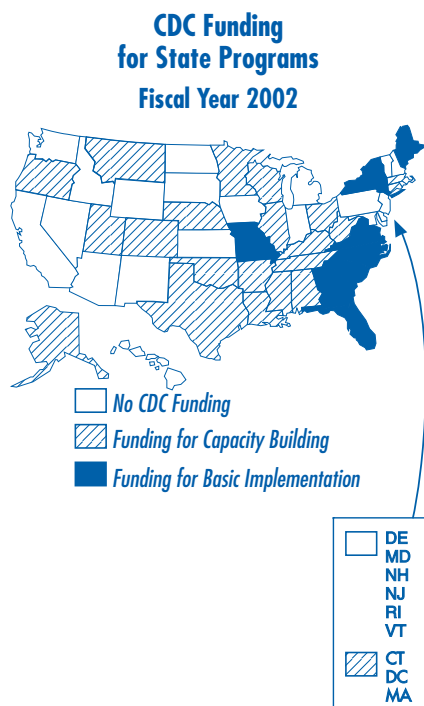 CDC Funding
for State Programs
Fiscal Year 2002
No CDC Funding
Funding for Capacity Building
Funding for Basic Implementation
DE
MD
NH
NJ
RI
VT
CT
DC
MA